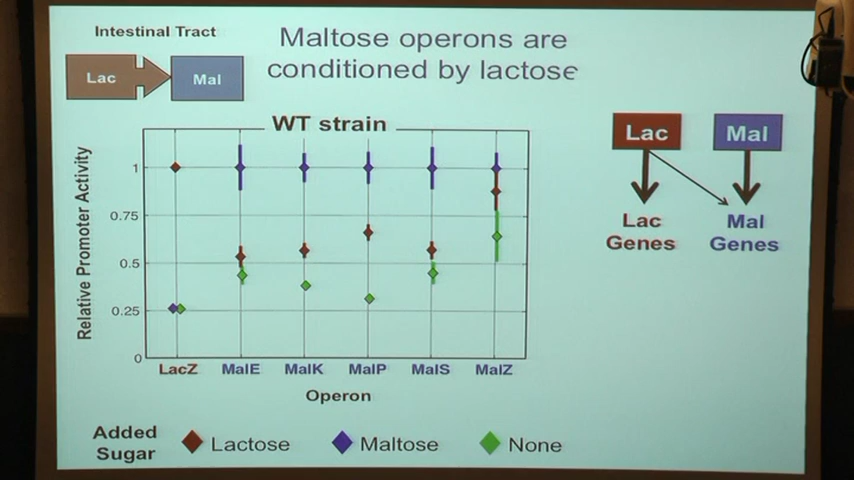 Intestinal Tract
Lac
Mal
Maltose operons are
conditioned by lactose
WT strain
Relative Promoter Activity
1
0.75
0.5
0.25
0
LacZ MalE MalK MalP MalS MalZ
Operon
Added
Sugar
Lactose
Maltose
None
Lac
Mal
Lac
Genes
Mal
Genes